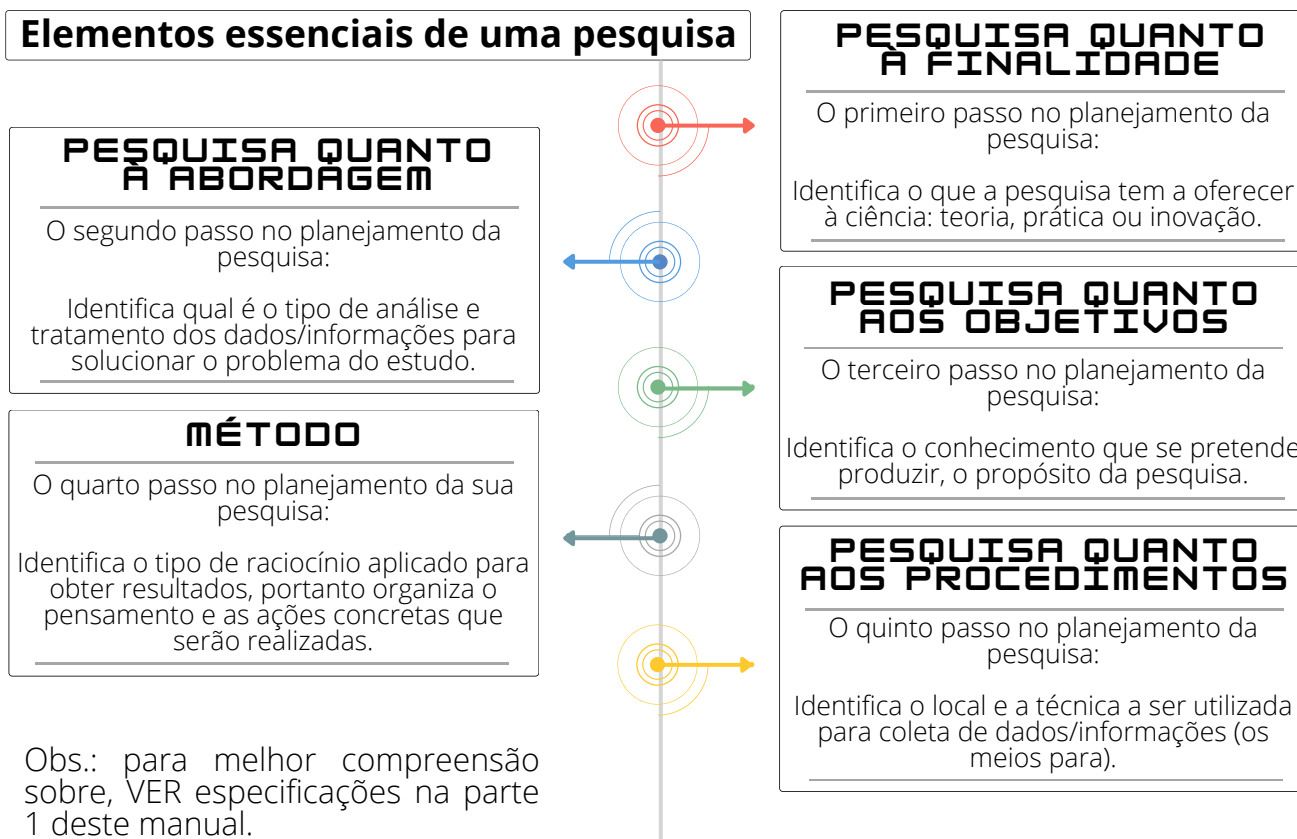 Elementos essenciais de uma pesquisa
PESQUISA QUANTO
À FINALIDADE
O primeiro passo no planejamento da
pesquisa:
Identifica o que a pesquisa tem a oferecer
à ciência: teoria, prática ou inovação.
PESQUISA QUANTO
À ABORDAGEM
O segundo passo no planejamento da
pesquisa:
Identifica qual é o tipo de análise e
tratamento dos dados/informações para
solucionar o problema do estudo.
PESQUISA QUANTO
AOS OBJETIVOS
O terceiro passo no planejamento da
pesquisa:
Identifica o conhecimento que se pretende
produzir, o propósito da pesquisa.
MÉTODO
O quarto passo no planejamento da sua
pesquisa:
Identifica o tipo de raciocínio aplicado para
obter resultados, portanto organiza o
pensamento e as ações concretas que
serão realizadas.
PESQUISA QUANTO
AOS PROCEDIMENTOS
O quinto passo no planejamento da
pesquisa:
Identifica o local e a técnica a ser utilizada
para coleta de dados/informações (os
meios para).
Obs.: para melhor compreensão
sobre, VER especificações na parte
1 deste manual.